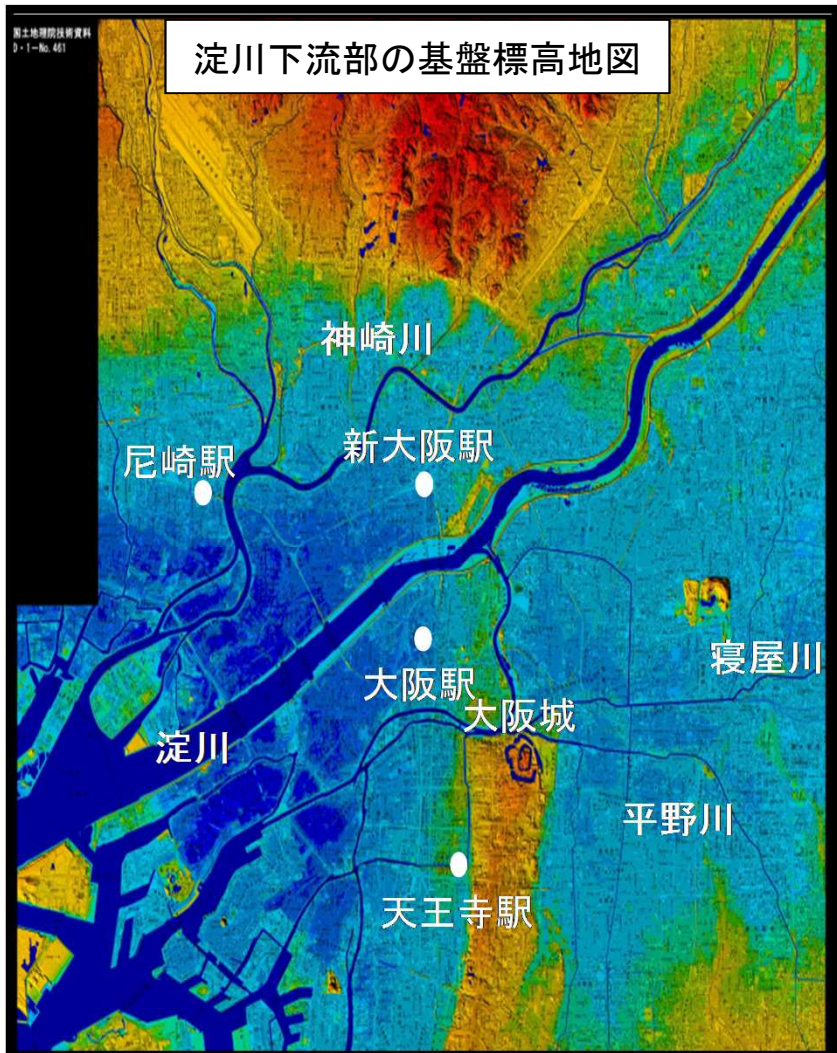 国土地理院技術資料
D・1-No.461
淀川下流部の基盤標高地図
神崎川
尼崎駅
新大阪駅
寝屋川
大阪駅
大阪城
淀川
平野川
天王寺駅